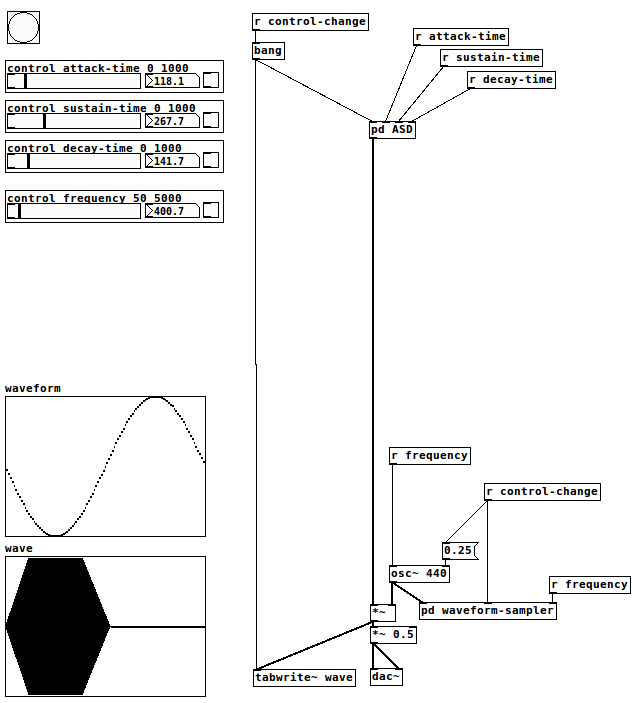 control attack-time 0 1000
118.1
control sustain-time 0 1000
267.7
control decay-time 0 1000
141.7
control frequency 50 5000
400.7
waveform
wave
r control-change
bang
r attack-time
r sustain-time
r decay-time
pd ASD
r frequency
r control-change
0.25
osc~ 440
r frequency
pd waveform-sampler
*~
*~ 0.5
tabwrite~ wave
dac~